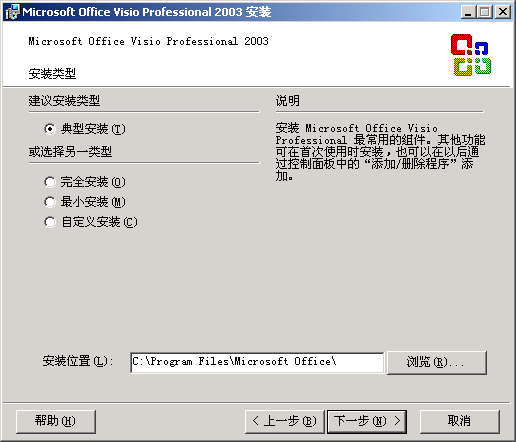 Microsoft Office Visio Professional 2003 安装
Microsoft Office Visio Professional 2003
安装类型
建议安装类型
典型安装(T)
或选择另一类型
完全安装(O)
最小安装(M)
自定义安装(C)
说明
安装 Microsoft Office Visio
Professional 最常用的组件。其他功能
可在首次使用时安装，也可以在以后通
过控制面板中的“添加/删除程序”添
加。
安装位置(L): C:\Program Files\Microsoft Office\ 浏览(R)...
帮助(H) < 上一步(B) 下一步(N) > 取消